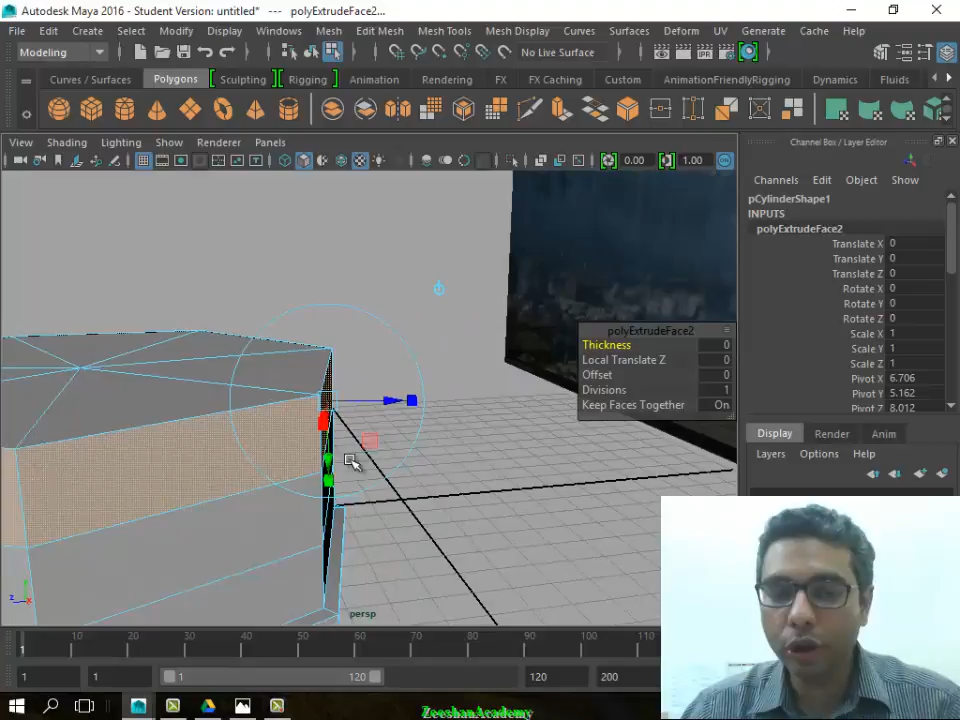 Autodesk Maya 2016 - Student Version: untitled* --- polyExtrudeFace2...
File Edit Create Select Modify Display Windows Mesh Edit Mesh Mesh Tools Mesh Display Curves Surfaces Deform UV Generate Cache Help
Modeling No Live Surface
Curves / Surfaces Polygons Sculpting Rigging Animation Rendering FX FX Caching Custom AnimationFriendlyRigging Dynamics Fluids
View Shading Lighting Show Renderer Panels
0.00 1.00
Channel Box / Layer Editor
Channels Edit Object Show
pCylinderShape1
INPUTS
polyExtrudeFace2
Translate X 0
Translate Y 0
Translate Z 0
Rotate X 0
Rotate Y 0
Rotate Z 0
Scale X 1
Scale Y 1
Scale Z 1
Pivot X 6.706
Pivot Y 5.162
Pivot Z 8.012
polyExtrudeFace2
Thickness 0
Local Translate Z 0
Offset 0
Divisions 1
Keep Faces Together On
Display Render Anim
Layers Options Help
persp
1 10 20 30 40 50 60 70 80 90 100 110
1 1 1 120 120 200
ZeeshanAcademy